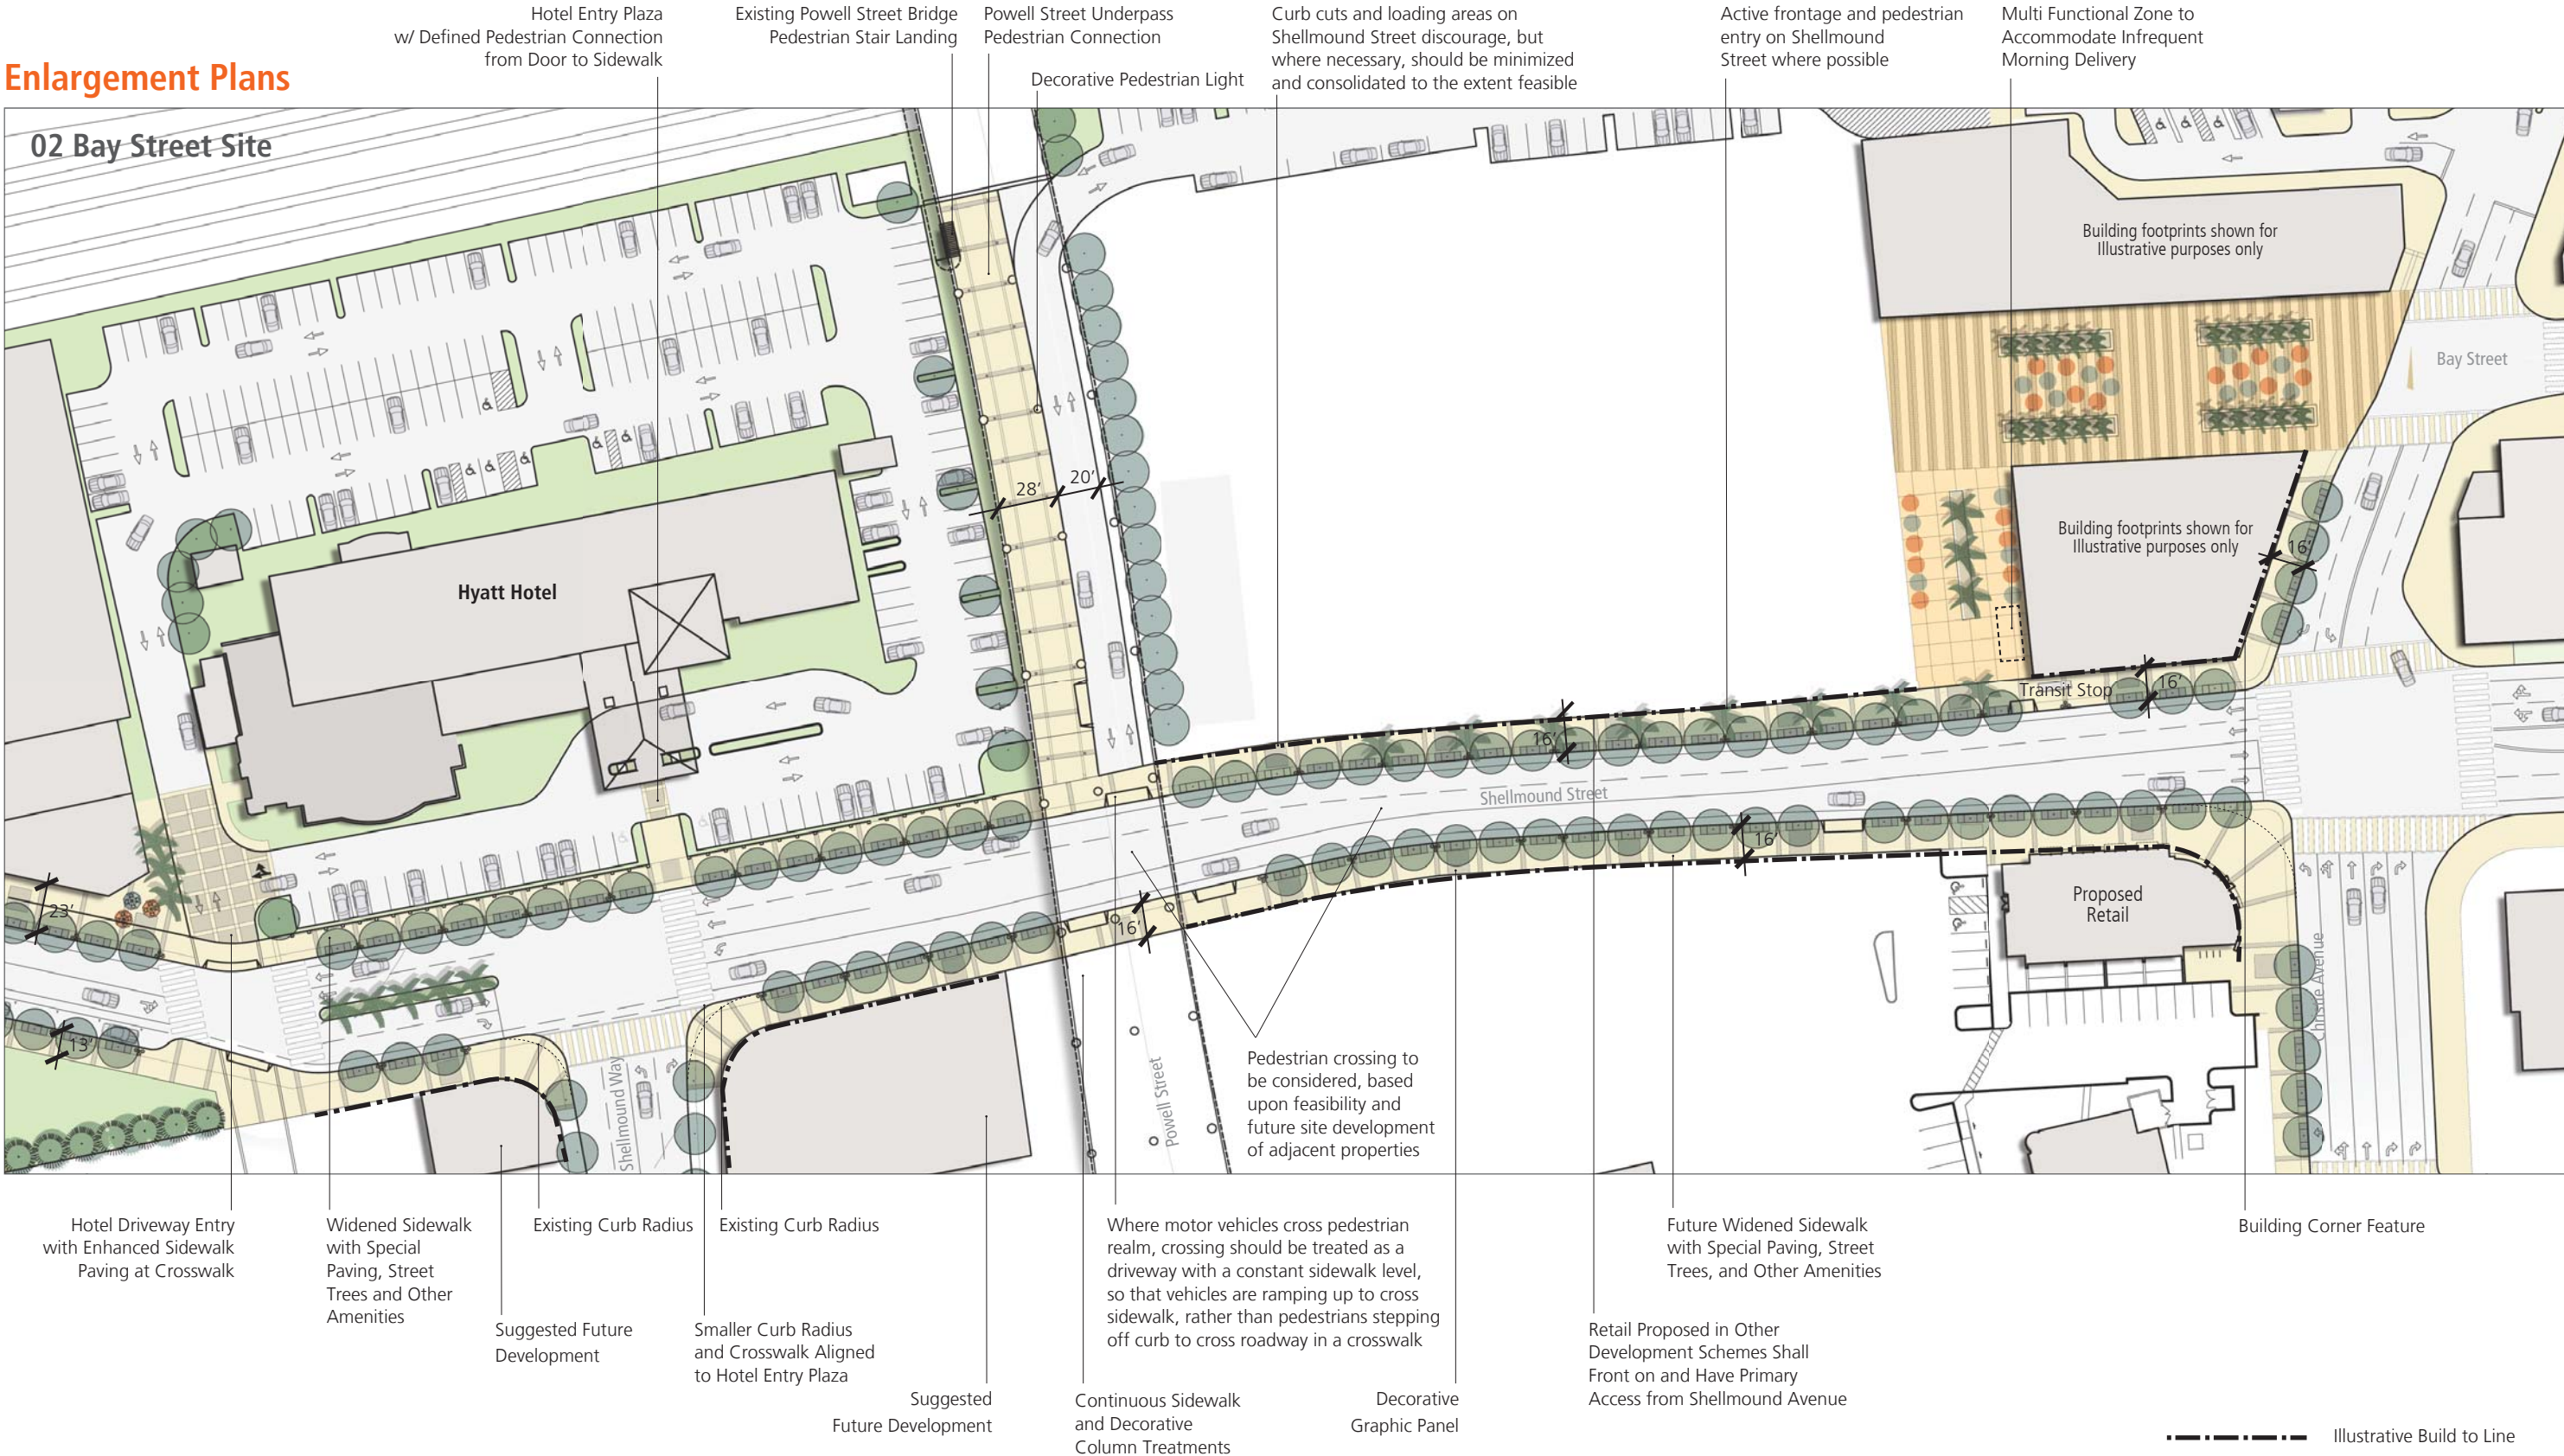 Hotel Entry Plaza
w/ Defined Pedestrian Connection
from Door to Sidewalk
Existing Powell Street Bridge
Pedestrian Stair Landing
Powell Street Underpass
Pedestrian Connection
Decorative Pedestrian Light
Curb cuts and loading areas on
Shellmound Street discourage, but
where necessary, should be minimized
and consolidated to the extent feasible
Active frontage and pedestrian
entry on Shellmound
Street where possible
Multi Functional Zone to
Accommodate Infrequent
Morning Delivery
Enlargement Plans
02 Bay Street Site
Building footprints shown for
Illustrative purposes only
Bay Street
28'
20'
Building footprints shown for
Illustrative purposes only
16'
Hyatt Hotel
Transit Stop
16'
16'
Shellmound Street
16'
Proposed
Retail
23'
16'
Christie Avenue
13'
Shellmound Way
Powell Street
Pedestrian crossing to
be considered, based
upon feasibility and
future site development
of adjacent properties
Hotel Driveway Entry
with Enhanced Sidewalk
Paving at Crosswalk
Widened Sidewalk
with Special
Paving, Street
Trees and Other
Amenities
Existing Curb Radius
Existing Curb Radius
Where motor vehicles cross pedestrian
realm, crossing should be treated as a
driveway with a constant sidewalk level,
so that vehicles are ramping up to cross
sidewalk, rather than pedestrians stepping
off curb to cross roadway in a crosswalk
Future Widened Sidewalk
with Special Paving, Street
Trees, and Other Amenities
Building Corner Feature
Suggested Future
Development
Smaller Curb Radius
and Crosswalk Aligned
to Hotel Entry Plaza
Retail Proposed in Other
Development Schemes Shall
Front on and Have Primary
Access from Shellmound Avenue
Suggested
Future Development
Continuous Sidewalk
and Decorative
Column Treatments
Decorative
Graphic Panel
Illustrative Build to Line